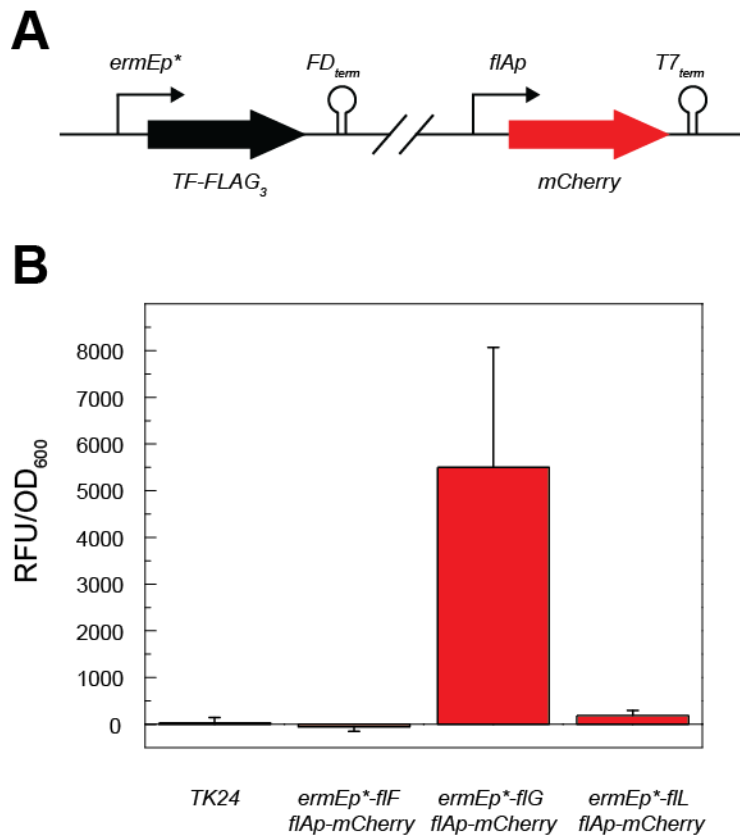 A
ermEp* FDterm flAp T7term
TF-FLAG3 mCherry
B
RFU/OD600
8000
7000
6000
5000
4000
3000
2000
1000
0
TK24 ermEp*-flF ermEp*-flG ermEp*-flL
flAp-mCherry flAp-mCherry flAp-mCherry